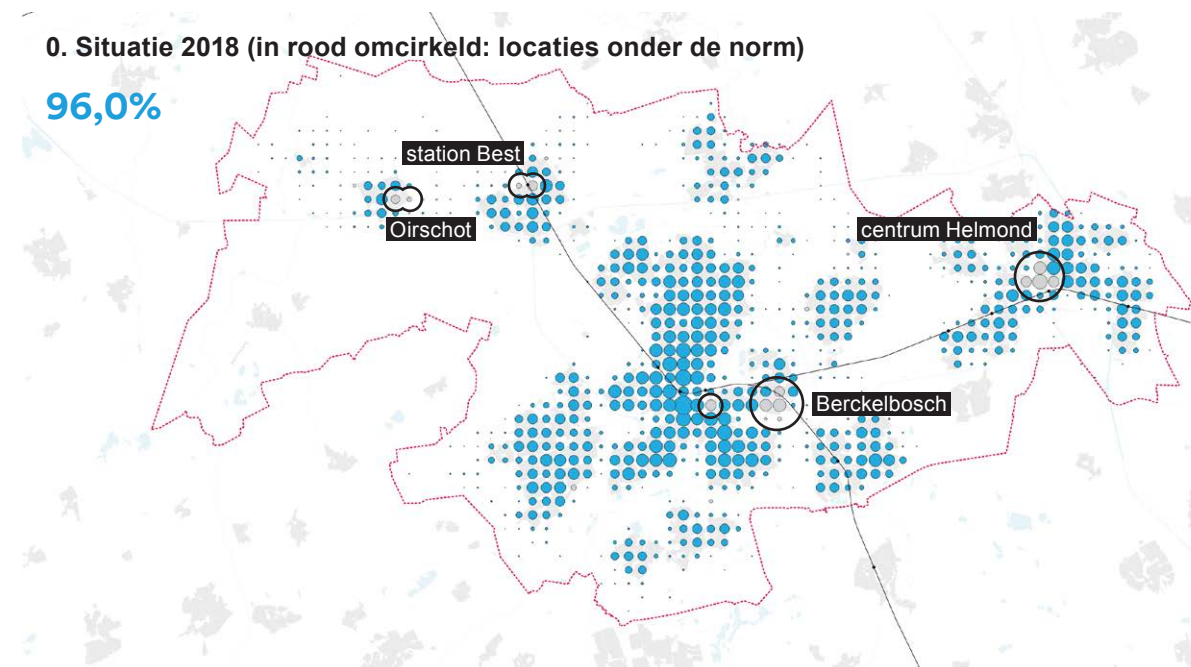 0. Situatie 2018 (in rood omcirkeld: locaties onder de norm)
96,0%
station Best
Oirschot
centrum Helmond
Berckelbosch